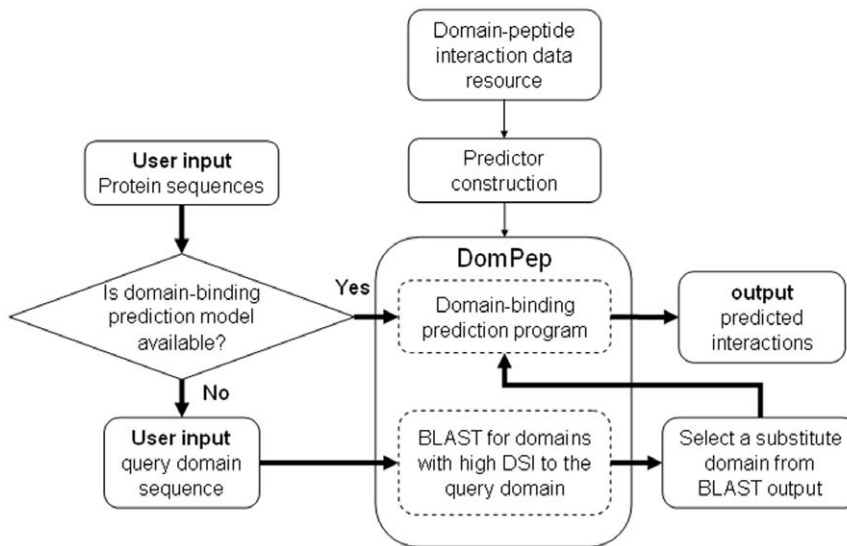 Domain-peptide
interaction data
resource
Predictor
construction
User input
Protein sequences
Is domain-binding
prediction model
available?
Yes
No
DomPep
Domain-binding
prediction program
output
predicted
interactions
User input
query domain
sequence
BLAST for domains
with high DSI to the
query domain
Select a substitute
domain from
BLAST output